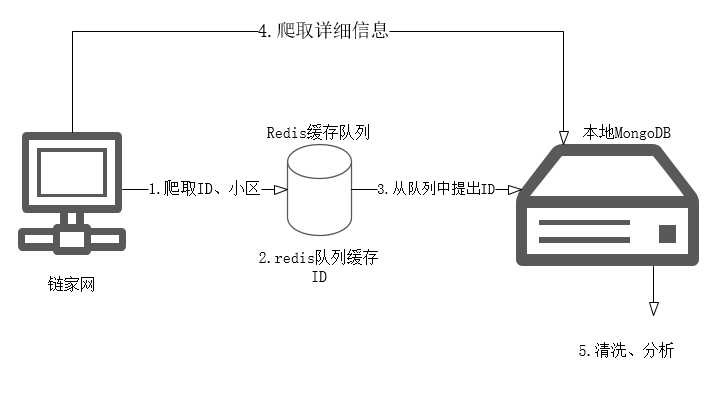 4.爬取详细信息
Redis缓存队列
本地MongoDB
1.爬取ID、小区
3.从队列中提出ID
2.redis队列缓存
ID
链家网
5.清洗、分析